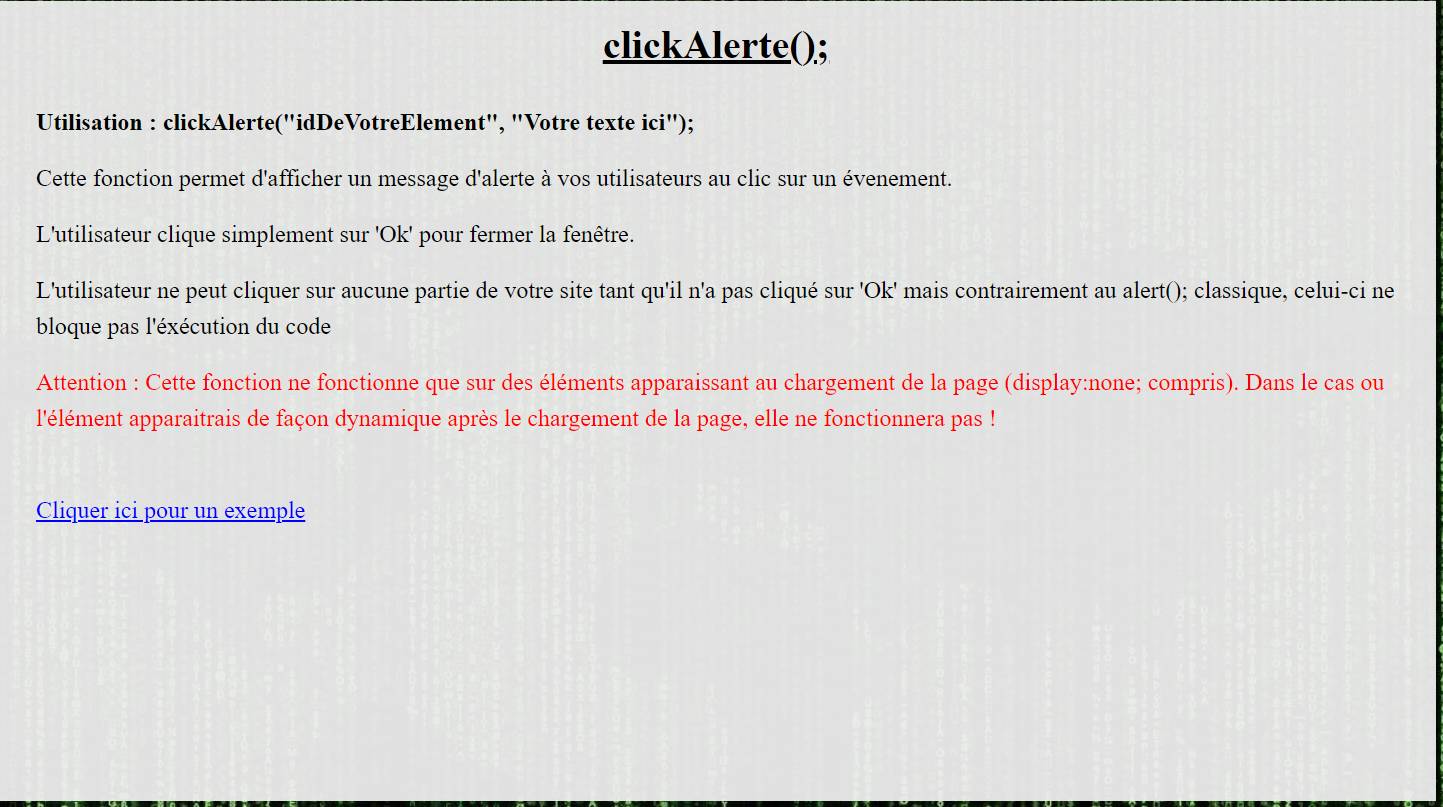 clickAlerte();
Utilisation : clickAlerte("idDeVotreElement", "Votre texte ici");
Cette fonction permet d'afficher un message d'alerte à vos utilisateurs au clic sur un évenement.
L'utilisateur clique simplement sur 'Ok' pour fermer la fenêtre.
L'utilisateur ne peut cliquer sur aucune partie de votre site tant qu'il n'a pas cliqué sur 'Ok' mais contrairement au alert(); classique, celui-ci ne
bloque pas l'éxécution du code
Attention : Cette fonction ne fonctionne que sur des éléments apparaissant au chargement de la page (display:none; compris). Dans le cas ou
l'élément apparaitrais de façon dynamique après le chargement de la page, elle ne fonctionnera pas !
Cliquer ici pour un exemple